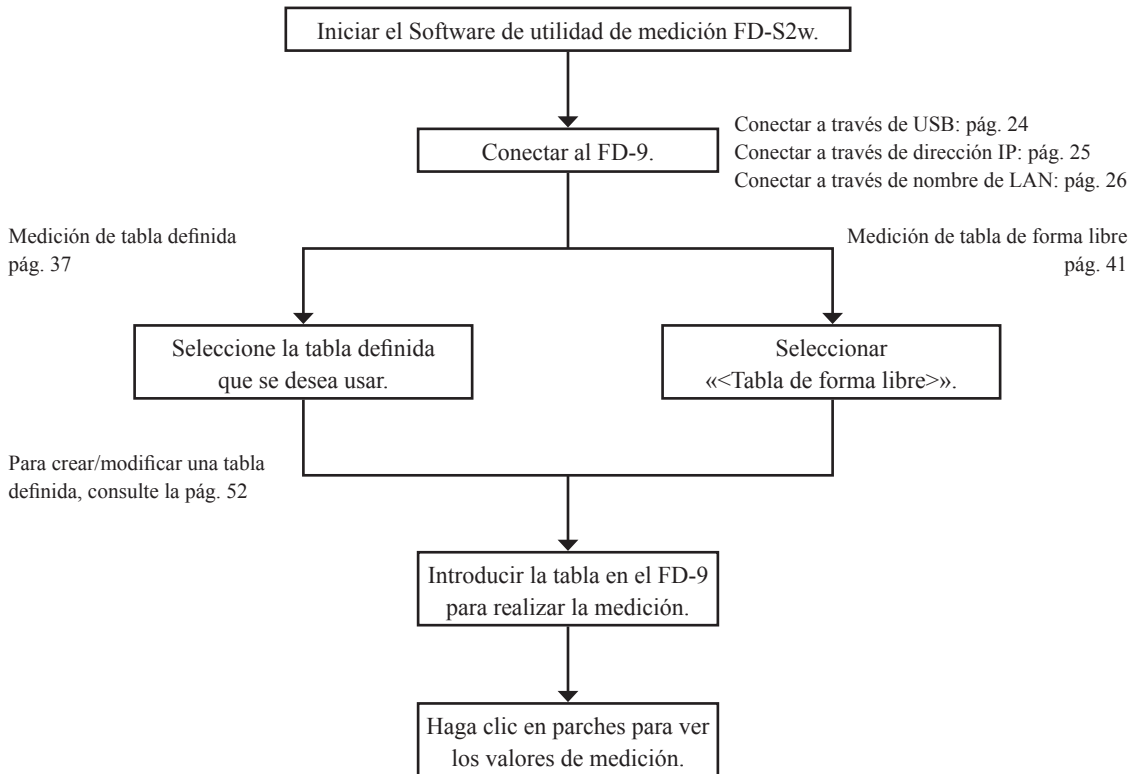 Iniciar el Software de utilidad de medición FD-S2w.
Conectar al FD-9.
Conectar a través de USB: pág. 24
Conectar a través de dirección IP: pág. 25
Conectar a través de nombre de LAN: pág. 26
Medición de tabla definida
pág. 37
Medición de tabla de forma libre
pág. 41
Seleccione la tabla definida
que se desea usar.
Seleccionar
«<Tabla de forma libre>».
Para crear/modificar una tabla
definida, consulte la pág. 52
Introducir la tabla en el FD-9
para realizar la medición.
Haga clic en parches para ver
los valores de medición.